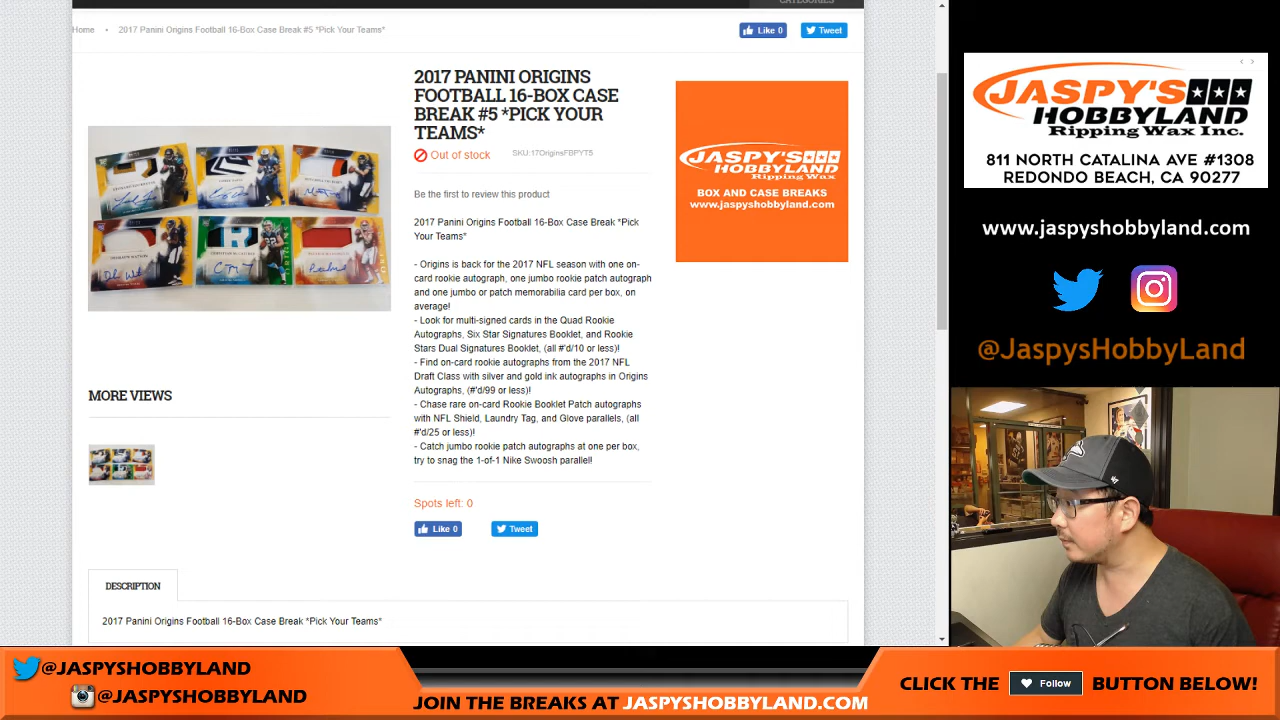 CATEGORIES
Home • 2017 Panini Origins Football 16-Box Case Break #5 *Pick Your Teams*
Like 0
Tweet
2017 PANINI ORIGINS
FOOTBALL 16-BOX CASE
BREAK #5 *PICK YOUR
TEAMS*
Out of stock
SKU:17OriginsFBPYT5
Be the first to review this product
2017 Panini Origins Football 16-Box Case Break *Pick
Your Teams*
- Origins is back for the 2017 NFL season with one on-
card rookie autograph, one jumbo rookie patch autograph
and one jumbo or patch memorabilia card per box, on
average!
- Look for multi-signed cards in the Quad Rookie
Autographs, Six Star Signatures Booklet, and Rookie
Stars Dual Signatures Booklet, (all #'d/10 or less)!
- Find on-card rookie autographs from the 2017 NFL
Draft Class with silver and gold ink autographs in Origins
Autographs, (#'d/99 or less)!
- Chase rare on-card Rookie Booklet Patch autographs
with NFL Shield, Laundry Tag, and Glove parallels, (all
#'d/25 or less)!
- Catch jumbo rookie patch autographs at one per box,
try to snag the 1-of-1 Nike Swoosh parallel!
Spots left: 0
Like 0
Tweet
MORE VIEWS
DESCRIPTION
2017 Panini Origins Football 16-Box Case Break *Pick Your Teams*
JASPY'S
HOBBYLAND
Ripping Wax
BOX AND CASE BREAKS
www.jaspyshobbyland.com
JASPY'S
HOBBYLAND
Ripping Wax Inc.
811 NORTH CATALINA AVE #1308
REDONDO BEACH, CA 90277
www.jaspyshobbyland.com
@JaspysHobbyLand
@JASPYSHOBBYLAND
@JASPYSHOBBYLAND
JOIN THE BREAKS AT JASPYSHOBBYLAND.COM
CLICK THE Follow BUTTON BELOW!